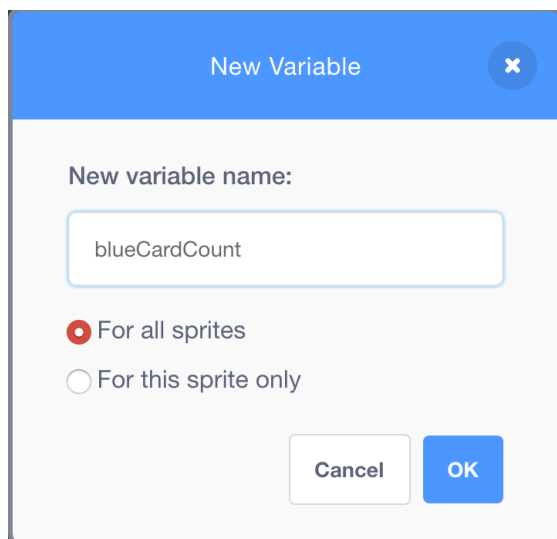 New Variable
New variable name:
blueCardCount
For all sprites
For this sprite only
Cancel OK